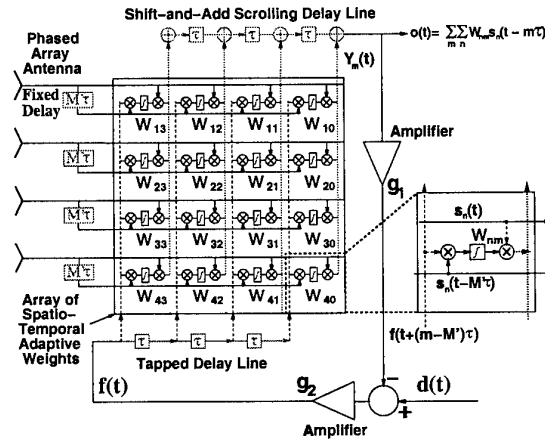 Shift-and-Add Scrolling Delay Line
τ τ τ
o(t)= ∑∑ W_nm s_n(t - mτ)
m n
Phased
Array
Antenna
Y_m(t)
Fixed
Delay
M'τ
W_13 W_12 W_11 W_10
Amplifier
M'τ
W_23 W_22 W_21 W_20
g_1
M'τ
W_33 W_32 W_31 W_30
s_n(t)
W_nm
∫
s_n(t-M'τ)
M'τ
W_43 W_42 W_41 W_40
Array of
Spatio-
Temporal
Adaptive
Weights
τ τ τ
Tapped Delay Line
f(t+(m-M')τ)
f(t)
g_2
−
+
d(t)
Amplifier